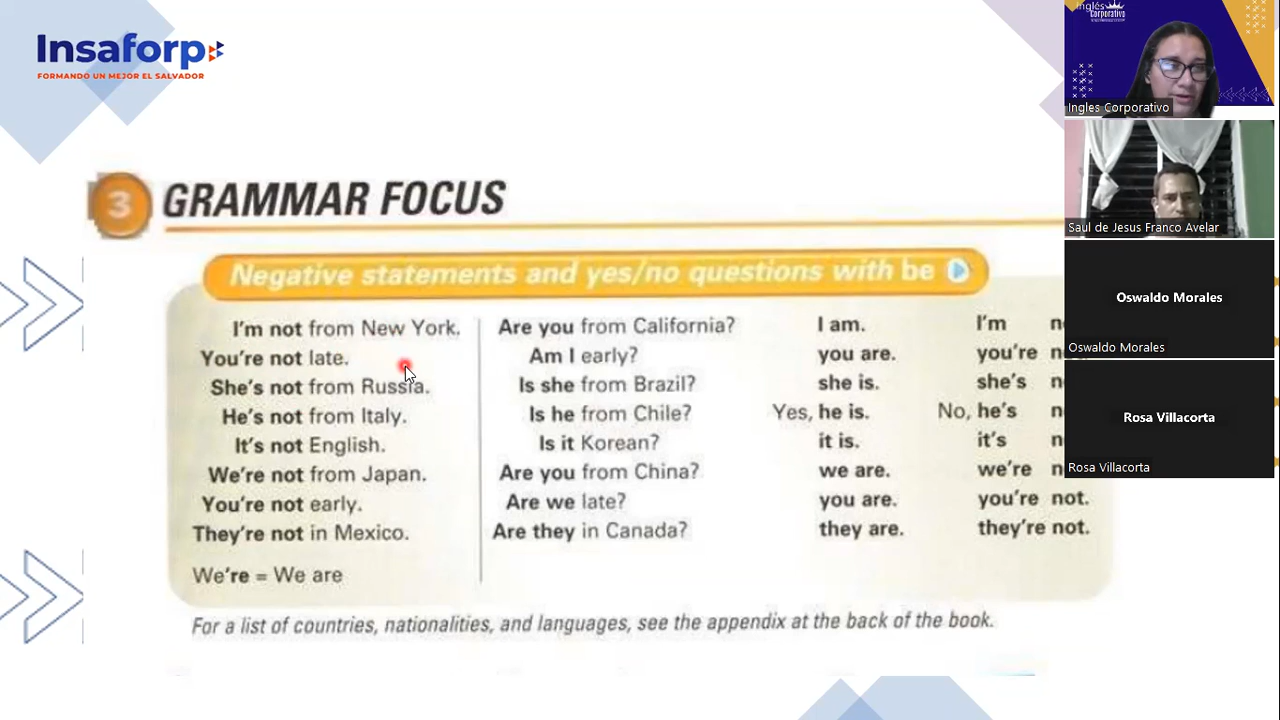 Insaforp
FORMANDO UN MEJOR EL SALVADOR
3 GRAMMAR FOCUS
Negative statements and yes/no questions with be
I'm not from New York.
You're not late.
She's not from Russia.
He's not from Italy.
It's not English.
We're not from Japan.
You're not early.
They're not in Mexico.
We're = We are
Are you from California?
Am I early?
Is she from Brazil?
Is he from Chile?
Is it Korean?
Are you from China?
Are we late?
Are they in Canada?
I am.
you are.
she is.
Yes, he is.
it is.
we are.
you are.
they are.
I'm
you're
she's
No, he's
it's
we're
you're not.
they're not.
For a list of countries, nationalities, and languages, see the appendix at the back of the book.
Inglés
Corporativo
Ingles Corporativo
Saul de Jesus Franco Avelar
Oswaldo Morales
Oswaldo Morales
Rosa Villacorta
Rosa Villacorta